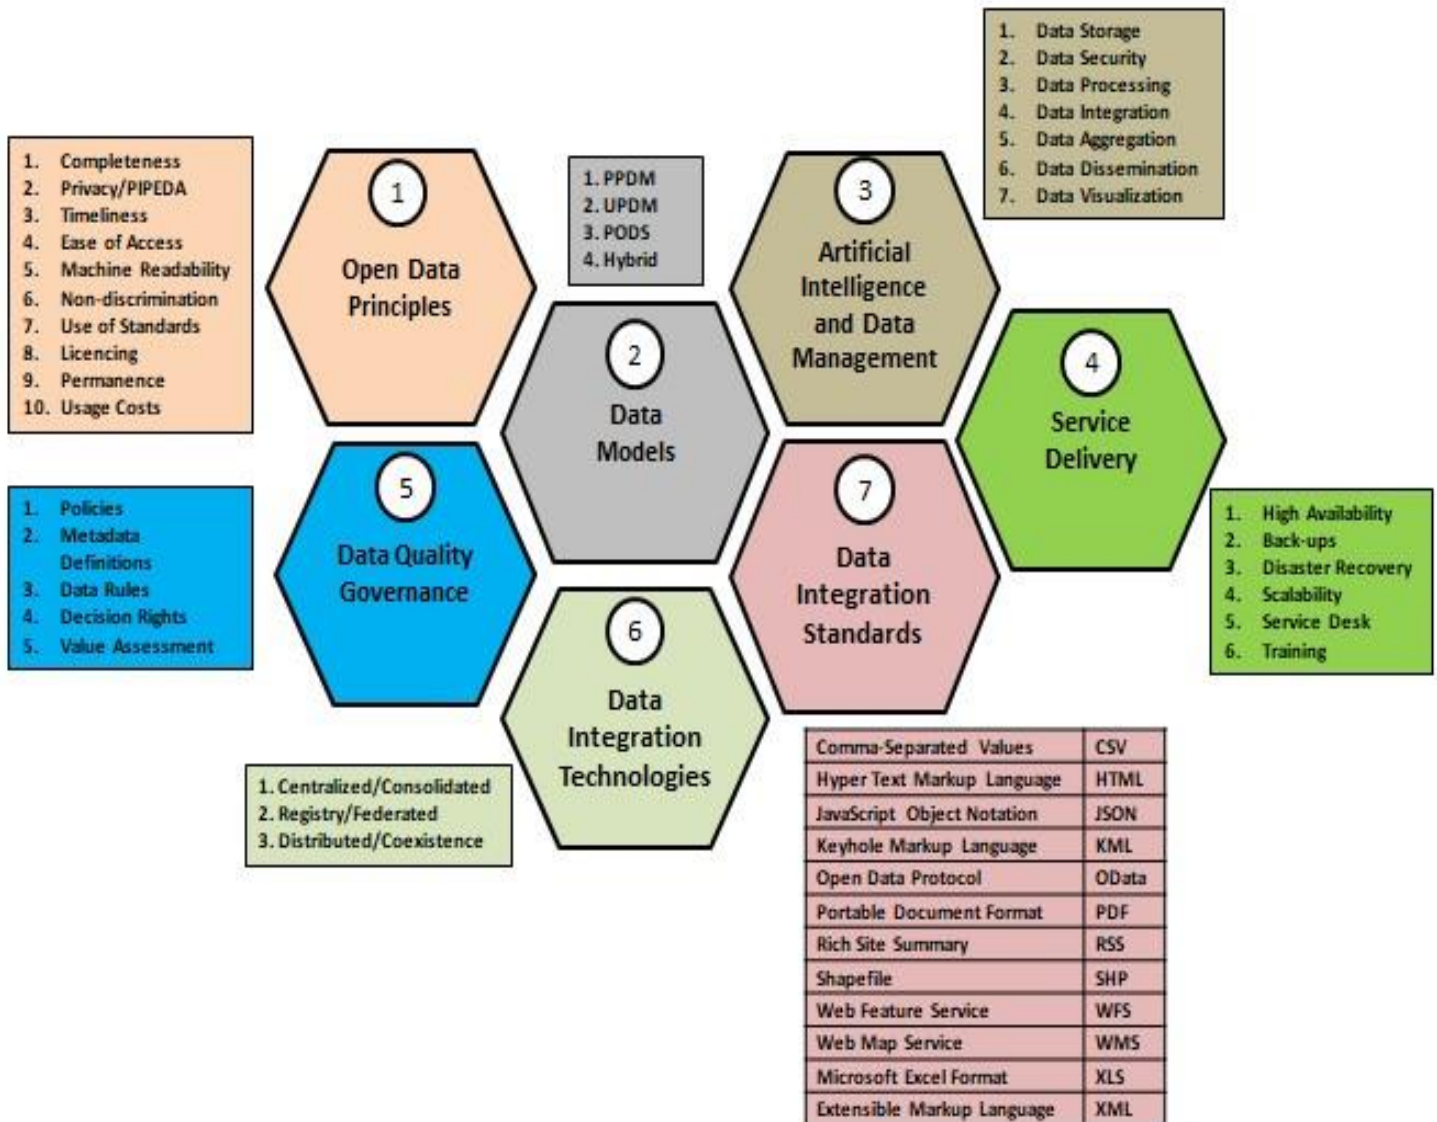 1. Data Storage
2. Data Security
3. Data Processing
4. Data Integration
5. Data Aggregation
6. Data Dissemination
7. Data Visualization
1. Completeness
2. Privacy/PIPEDA
3. Timeliness
4. Ease of Access
5. Machine Readability
6. Non-discrimination
7. Use of Standards
8. Licencing
9. Permanence
10. Usage Costs
1
Open Data
Principles
1. PPDM
2. UPDM
3. PODS
4. Hybrid
2
Data
Models
3
Artificial
Intelligence
and Data
Management
4
Service
Delivery
1. High Availability
2. Back-ups
3. Disaster Recovery
4. Scalability
5. Service Desk
6. Training
1. Policies
2. Metadata
Definitions
3. Data Rules
4. Decision Rights
5. Value Assessment
5
Data Quality
Governance
6
Data
Integration
Technologies
1. Centralized/Consolidated
2. Registry/Federated
3. Distributed/Coexistence
7
Data
Integration
Standards
Comma-Separated Values CSV
Hyper Text Markup Language HTML
JavaScript Object Notation JSON
Keyhole Markup Language KML
Open Data Protocol OData
Portable Document Format PDF
Rich Site Summary RSS
Shapefile SHP
Web Feature Service WFS
Web Map Service WMS
Microsoft Excel Format XLS
Extensible Markup Language XML